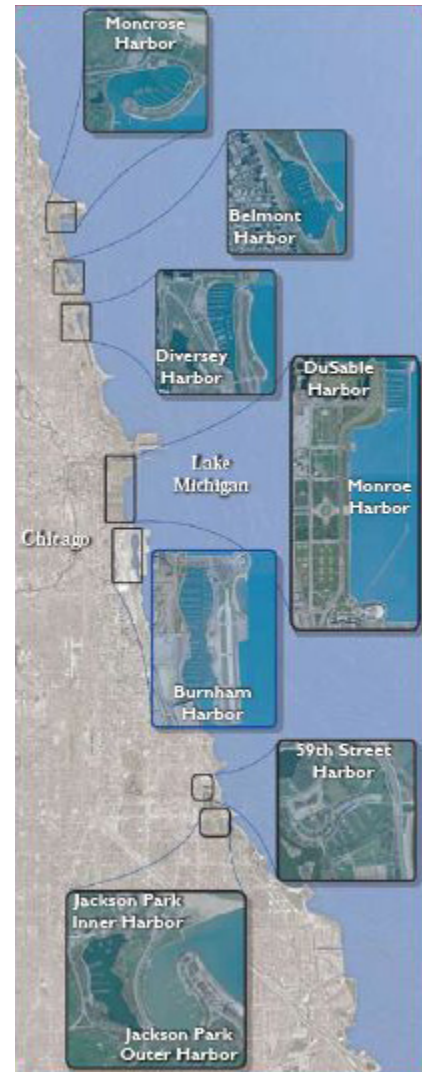 Montrose
Harbor
Belmont
Harbor
Diversey
Harbor
DuSable
Harbor
Lake
Michigan
Monroe
Harbor
Chicago
Burnham
Harbor
59th Street
Harbor
Jackson Park
Inner Harbor
Jackson Park
Outer Harbor